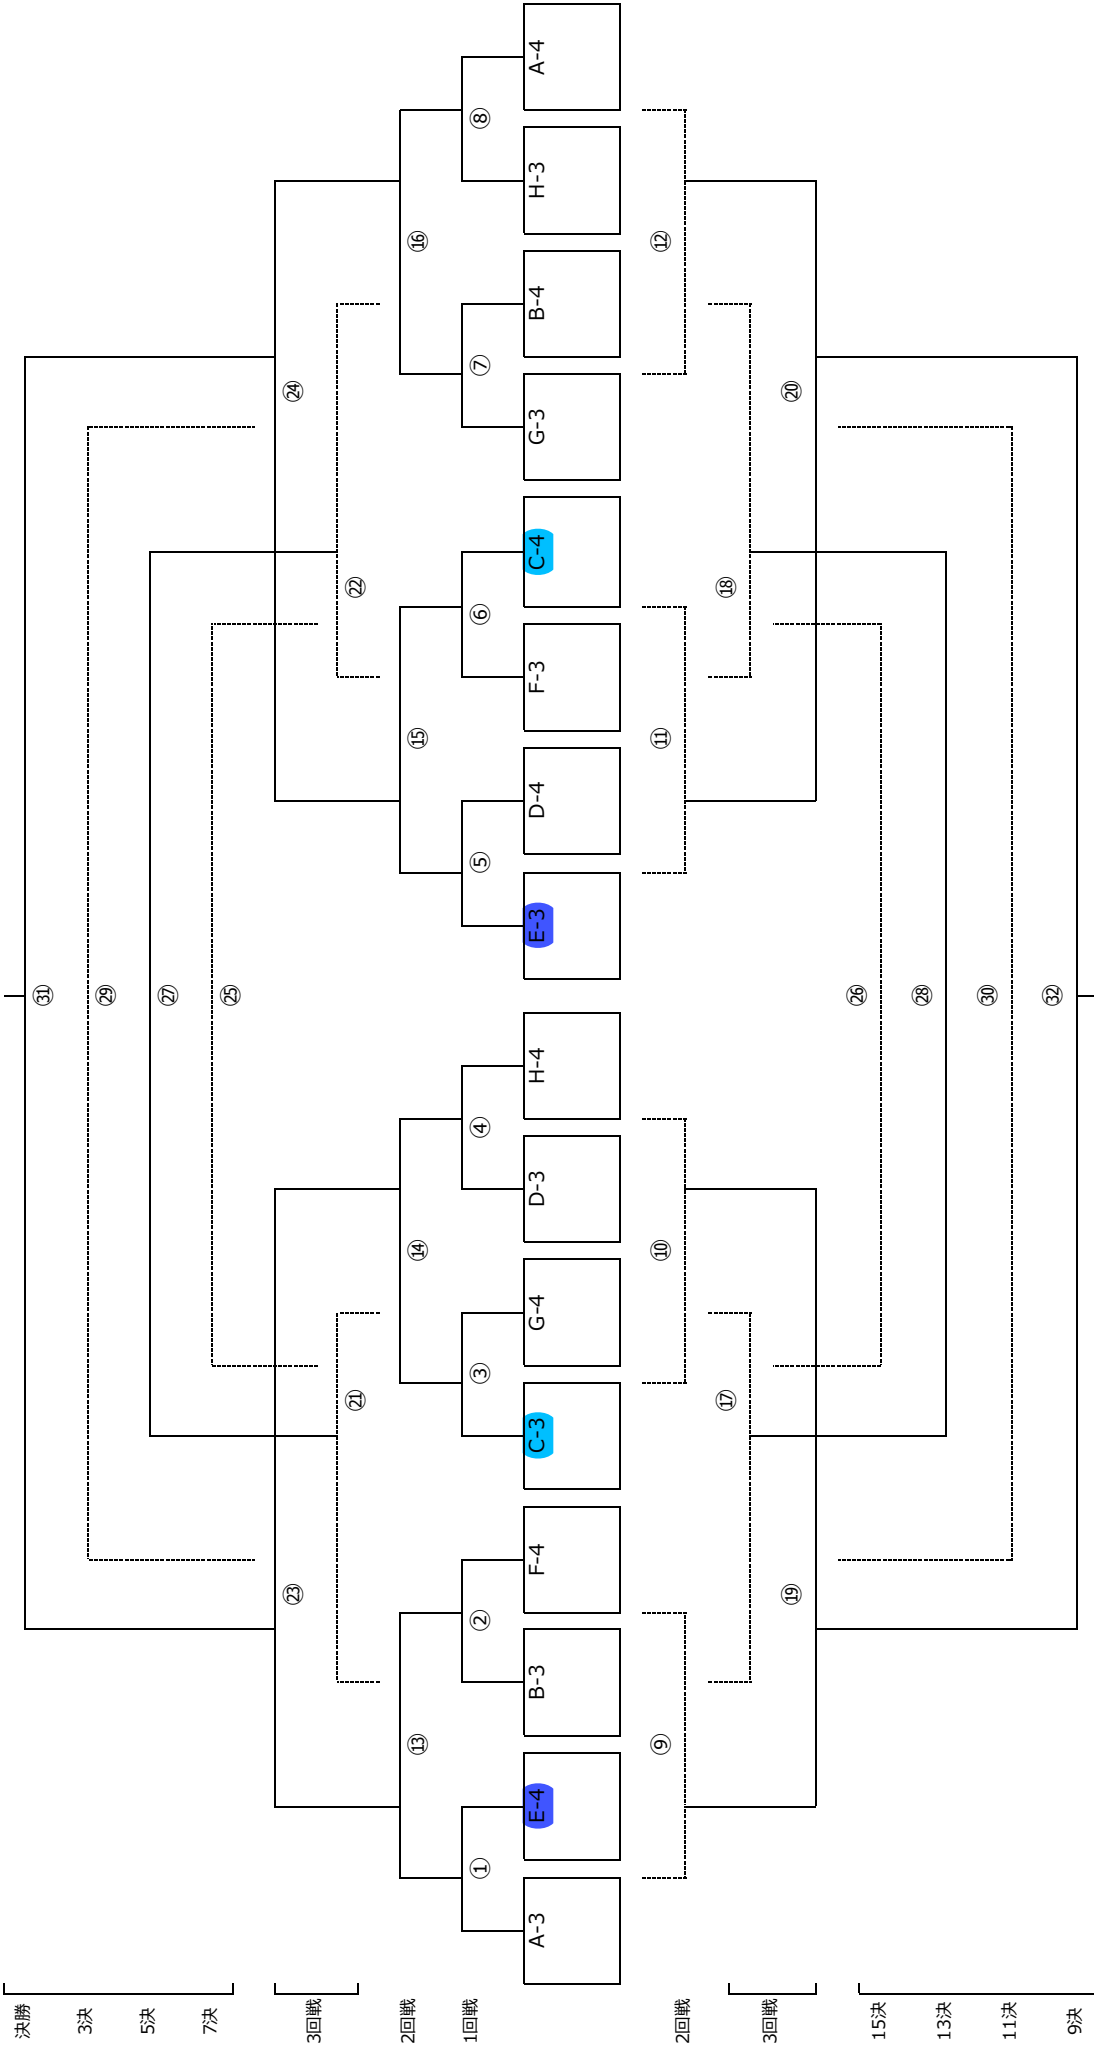 決勝 ㉛
3決 ㉙
5決 ㉗
7決 ㉕
㉓ ㉔
3回戦
㉑ ㉒
2回戦 ⑬ ⑭ ⑮ ⑯
1回戦 ① ② ③ ④ ⑤ ⑥ ⑦ ⑧
A-3 E-4 B-3 F-4 C-3 G-4 D-3 H-4 E-3 D-4 F-3 C-4 G-3 B-4 H-3 A-4
2回戦 ⑨ ⑩ ⑪ ⑫
⑰ ⑱
3回戦
⑲ ⑳
15決 ㉖
13決 ㉘
11決 ㉚
9決 ㉜